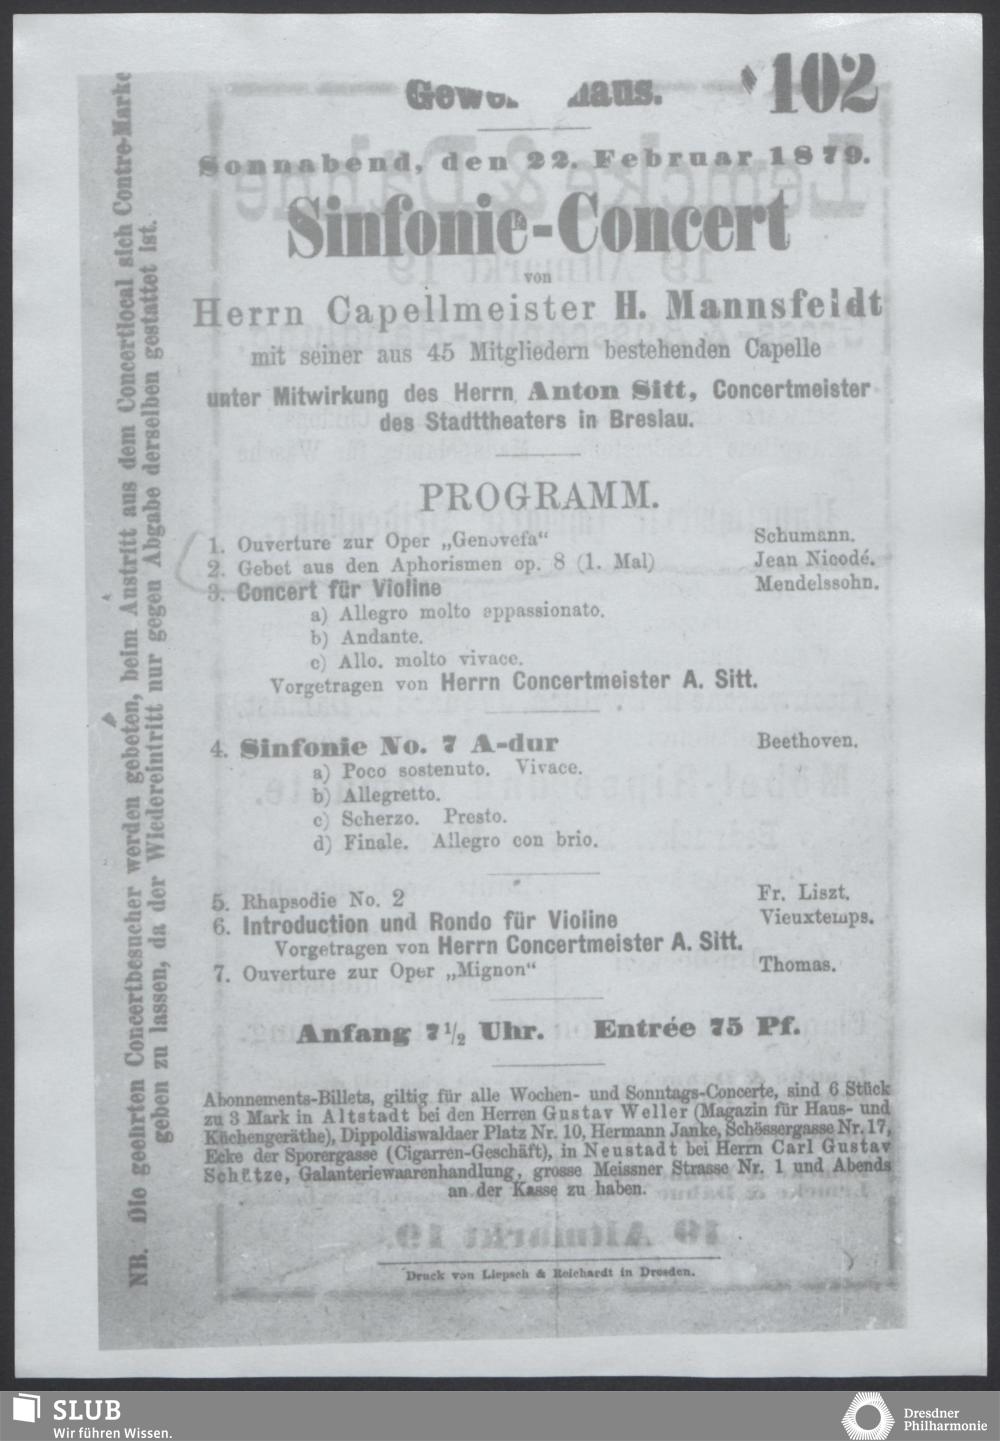 102
Sonnabend, den 22. Februar 1879.
Sinfonie-Concert
von
Herrn Capellmeister H. Mannsfeldt
mit seiner aus 45 Mitgliedern bestehenden Capelle
unter Mitwirkung des Herrn Anton Sitt, Concertmeister
des Stadttheaters in Breslau.
PROGRAMM.
1. Ouverture zur Oper „Genovefa“ Schumann.
2. Gebet aus den Aphorismen op. 8 (1. Mal) Jean Nicodé.
3. Concert für Violine Mendelssohn.
a) Allegro molto appassionato.
b) Andante.
c) Allo. molto vivace.
Vorgetragen von Herrn Concertmeister A. Sitt.
4. Sinfonie No. 7 A-dur Beethoven.
a) Poco sostenuto. Vivace.
b) Allegretto.
c) Scherzo. Presto.
d) Finale. Allegro con brio.
5. Rhapsodie No. 2 Fr. Liszt.
6. Introduction und Rondo für Violine Vieuxtemps.
Vorgetragen von Herrn Concertmeister A. Sitt.
7. Ouverture zur Oper „Mignon“ Thomas.
Anfang 7 1/2 Uhr. Entrée 75 Pf.
Abonnements-Billets, giltig für alle Wochen- und Sonntags-Concerte, sind 6 Stück
zu 3 Mark in Altstadt bei den Herren Gustav Weller (Magazin für Haus- und
Küchengeräthe), Dippoldiswaldaer Platz Nr. 10, Hermann Janke, Schössergasse Nr. 17,
Ecke der Sporergasse (Cigarren-Geschäft), in Neustadt bei Herrn Carl Gustav
Schütze, Galanteriewaarenhandlung, grosse Meissner Strasse Nr. 1 und Abends
an der Kasse zu haben.
Druck von Liepsch & Reichardt in Dresden.
NB. Die geehrten Concertbesucher werden gebeten, beim Austritt aus dem Concertlocal sich Contre-Marke
geben zu lassen, da der Wiedereintritt nur gegen Abgabe derselben gestattet ist.
SLUB
Wir führen Wissen.
Dresdner
Philharmonie